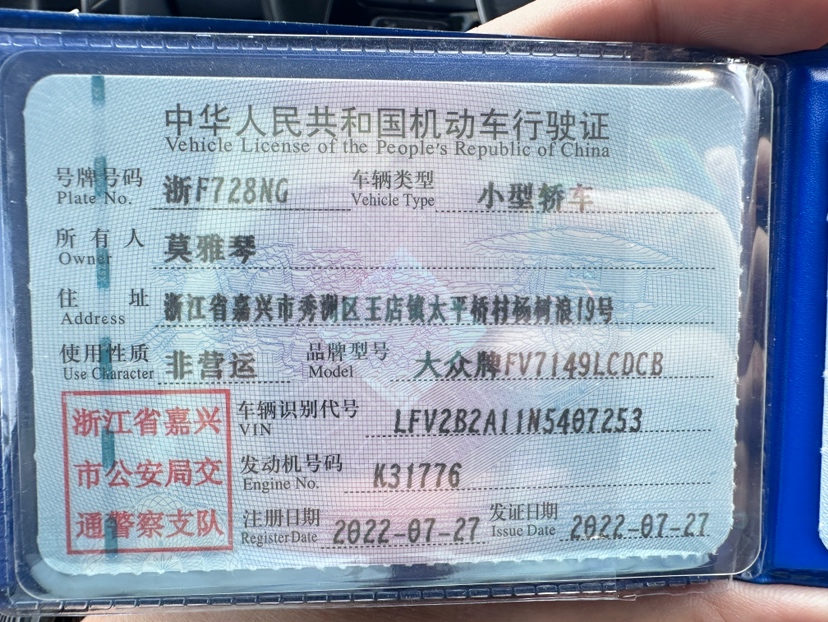 中华人民共和国机动车行驶证
Vehicle License of the People's Republic of China
号牌号码 浙F728NG 车辆类型 小型轿车
Plate No. Vehicle Type
所有人 莫雅琴
Owner
住址 浙江省嘉兴市秀洲区王店镇太平桥村杨树浪19号
Address
使用性质 非营运 品牌型号 大众牌FV7149LCDCB
Use Character Model
浙江省嘉兴
市公安局交
通警察支队
车辆识别代号 LFV2B2A11N5407253
VIN
发动机号码 K31776
Engine No.
注册日期 2022-07-27 发证日期 2022-07-27
Register Date Issue Date